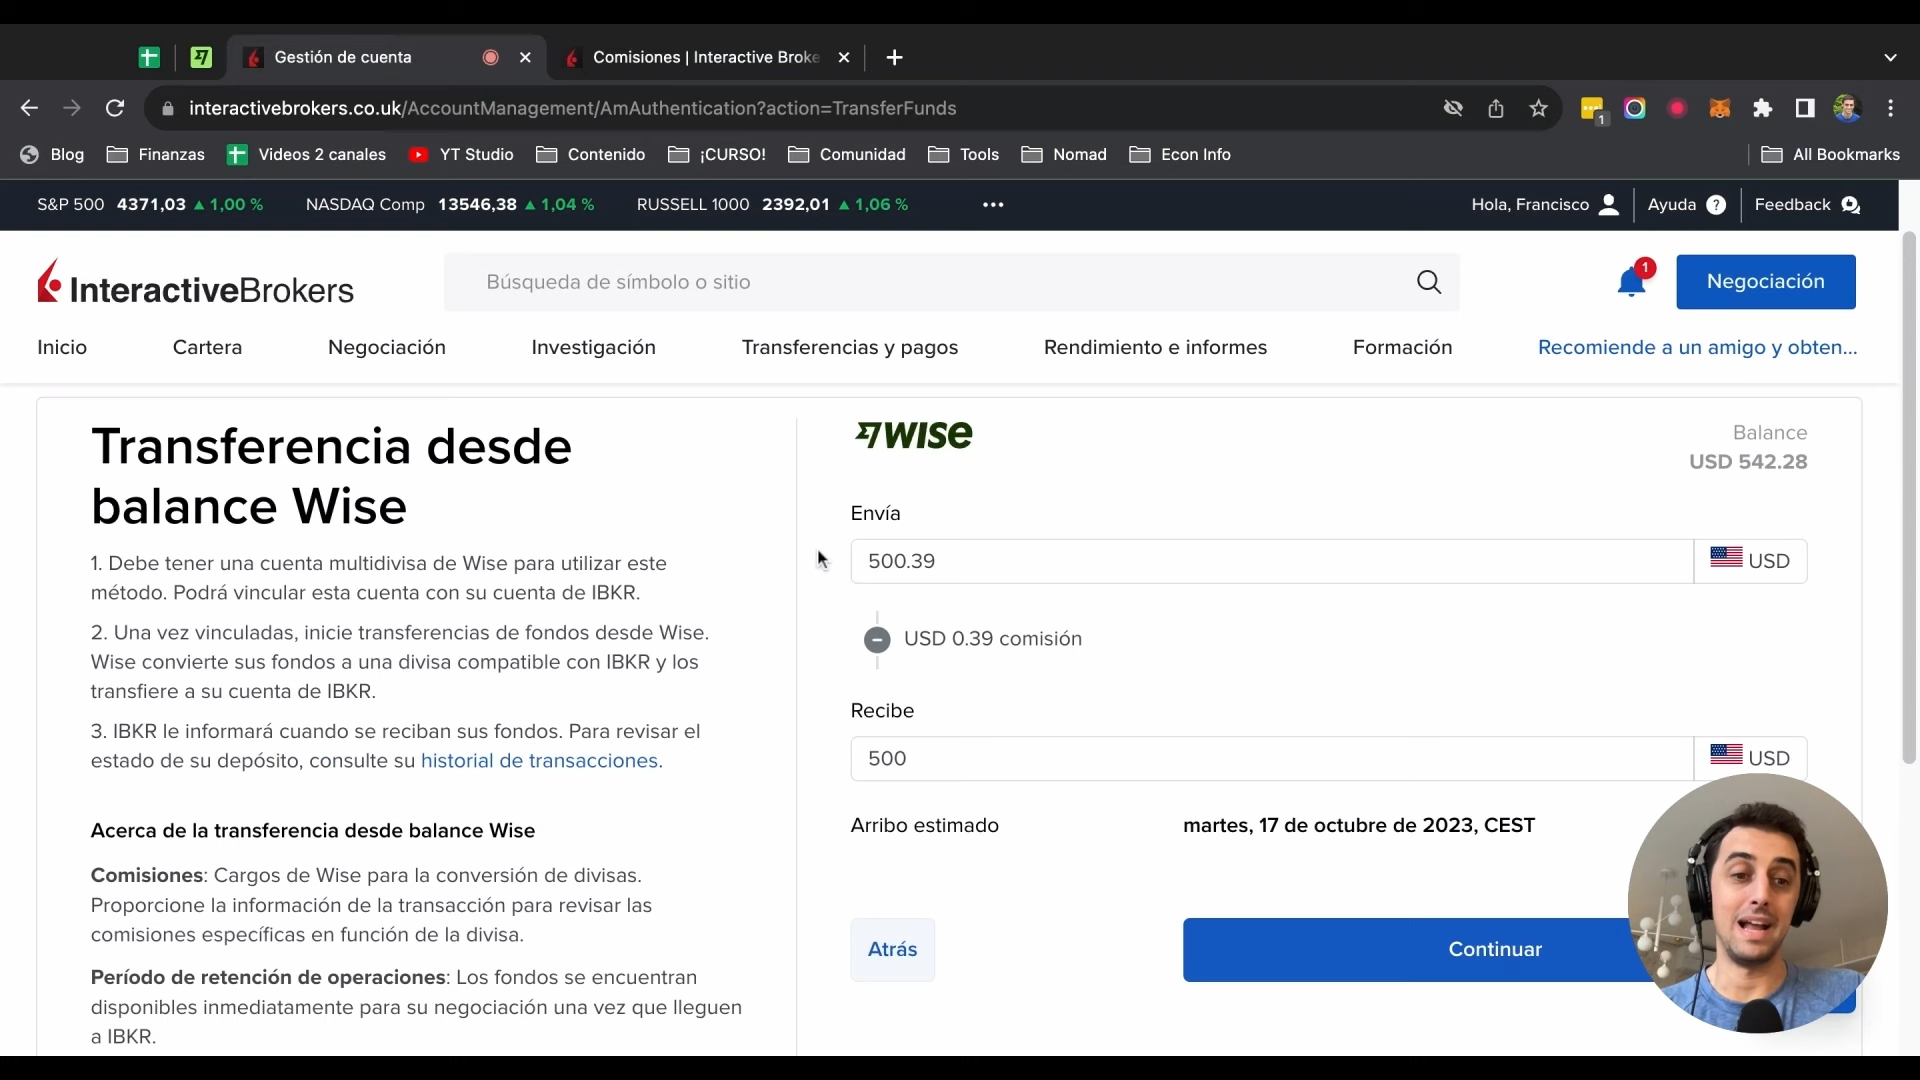 Gestión de cuenta
Comisiones | Interactive Broke
interactivebrokers.co.uk/AccountManagement/AmAuthentication?action=TransferFunds
1
Blog
Finanzas
Videos 2 canales
YT Studio
Contenido
¡CURSO!
Comunidad
Tools
Nomad
Econ Info
All Bookmarks
S&P 500 4371,03 ▲ 1,00 %
NASDAQ Comp 13546,38 ▲ 1,04 %
RUSSELL 1000 2392,01 ▲ 1,06 %
•••
Hola, Francisco
Ayuda ?
Feedback
InteractiveBrokers
Búsqueda de símbolo o sitio
1
Negociación
Inicio
Cartera
Negociación
Investigación
Transferencias y pagos
Rendimiento e informes
Formación
Recomiende a un amigo y obten...
Transferencia desde
balance Wise
1. Debe tener una cuenta multidivisa de Wise para utilizar este
método. Podrá vincular esta cuenta con su cuenta de IBKR.
2. Una vez vinculadas, inicie transferencias de fondos desde Wise.
Wise convierte sus fondos a una divisa compatible con IBKR y los
transfiere a su cuenta de IBKR.
3. IBKR le informará cuando se reciban sus fondos. Para revisar el
estado de su depósito, consulte su historial de transacciones.
Acerca de la transferencia desde balance Wise
Comisiones: Cargos de Wise para la conversión de divisas.
Proporcione la información de la transacción para revisar las
comisiones específicas en función de la divisa.
Período de retención de operaciones: Los fondos se encuentran
disponibles inmediatamente para su negociación una vez que lleguen
a IBKR.
WISE
Balance
USD 542.28
Envía
500.39
USD
USD 0.39 comisión
Recibe
500
USD
Arribo estimado
martes, 17 de octubre de 2023, CEST
Atrás
Continuar